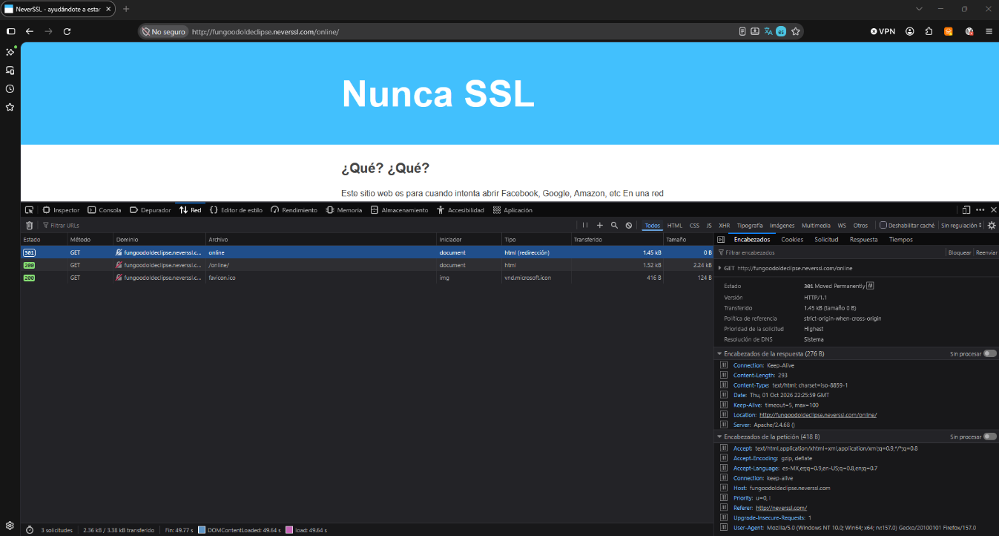 NeverSSL - ayudándote a estar
No seguro http://fungoodoldeclipse.neverssl.com/online/ es VPN
Nunca SSL
¿Qué? ¿Qué?
Este sitio web es para cuando intenta abrir Facebook, Google, Amazon, etc En una red
Inspector Consola Depurador Red Editor de estilo Rendimiento Memoria Almacenamiento Accesibilidad Aplicación
Filtrar URLs Todos HTML CSS JS XHR Tipografía Imágenes Multimedia WS Otros Deshabilitar caché Sin regulación
Estado Método Dominio Archivo Iniciador Tipo Transferido Tamaño
301 GET fungoodoldeclipse.neverssl.c... online document html (redirección) 1.45 kB 0 B
200 GET fungoodoldeclipse.neverssl.c... /online/ document html 1.52 kB 2.24 kB
200 GET fungoodoldeclipse.neverssl.c... favicon.ico img vnd.microsoft.icon 416 B 124 B
Encabezados Cookies Solicitud Respuesta Tiempos
Filtrar encabezados Bloquear Reenviar
GET http://fungoodoldeclipse.neverssl.com/online
Estado 301 Moved Permanently
Versión HTTP/1.1
Transferido 1.45 kB (tamaño 0 B)
Política de referencia strict-origin-when-cross-origin
Prioridad de la solicitud Highest
Resolución de DNS Sistema
Encabezados de la respuesta (276 B) Sin procesar
Connection: Keep-Alive
Content-Length: 293
Content-Type: text/html; charset=iso-8859-1
Date: Thu, 01 Oct 2026 22:25:59 GMT
Keep-Alive: timeout=5, max=100
Location: http://fungoodoldeclipse.neverssl.com/online/
Server: Apache/2.4.68 ()
Encabezados de la petición (418 B) Sin procesar
Accept: text/html,application/xhtml+xml,application/xml;q=0.9,*/*;q=0.8
Accept-Encoding: gzip, deflate
Accept-Language: es-MX,es;q=0.9,en-US;q=0.8,en;q=0.7
Connection: keep-alive
Host: fungoodoldeclipse.neverssl.com
Priority: u=0, i
Referer: http://neverssl.com/
Upgrade-Insecure-Requests: 1
User-Agent: Mozilla/5.0 (Windows NT 10.0; Win64; x64; rv:157.0) Gecko/20100101 Firefox/157.0
3 solicitudes 2.36 kB / 3.38 kB transferido Fin: 49.77 s DOMContentLoaded: 49.64 s load: 49.64 s